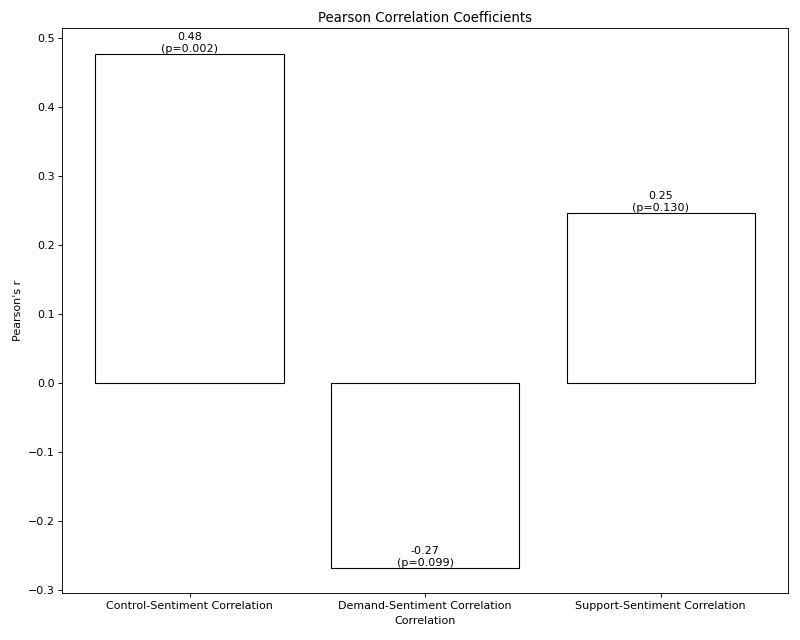 Pearson Correlation Coefficients
0.5
0.4
0.3
0.2
0.1
0.0
−0.1
−0.2
−0.3
Pearson's r
0.48
(p=0.002)
-0.27
(p=0.099)
0.25
(p=0.130)
Control-Sentiment Correlation
Demand-Sentiment Correlation
Support-Sentiment Correlation
Correlation